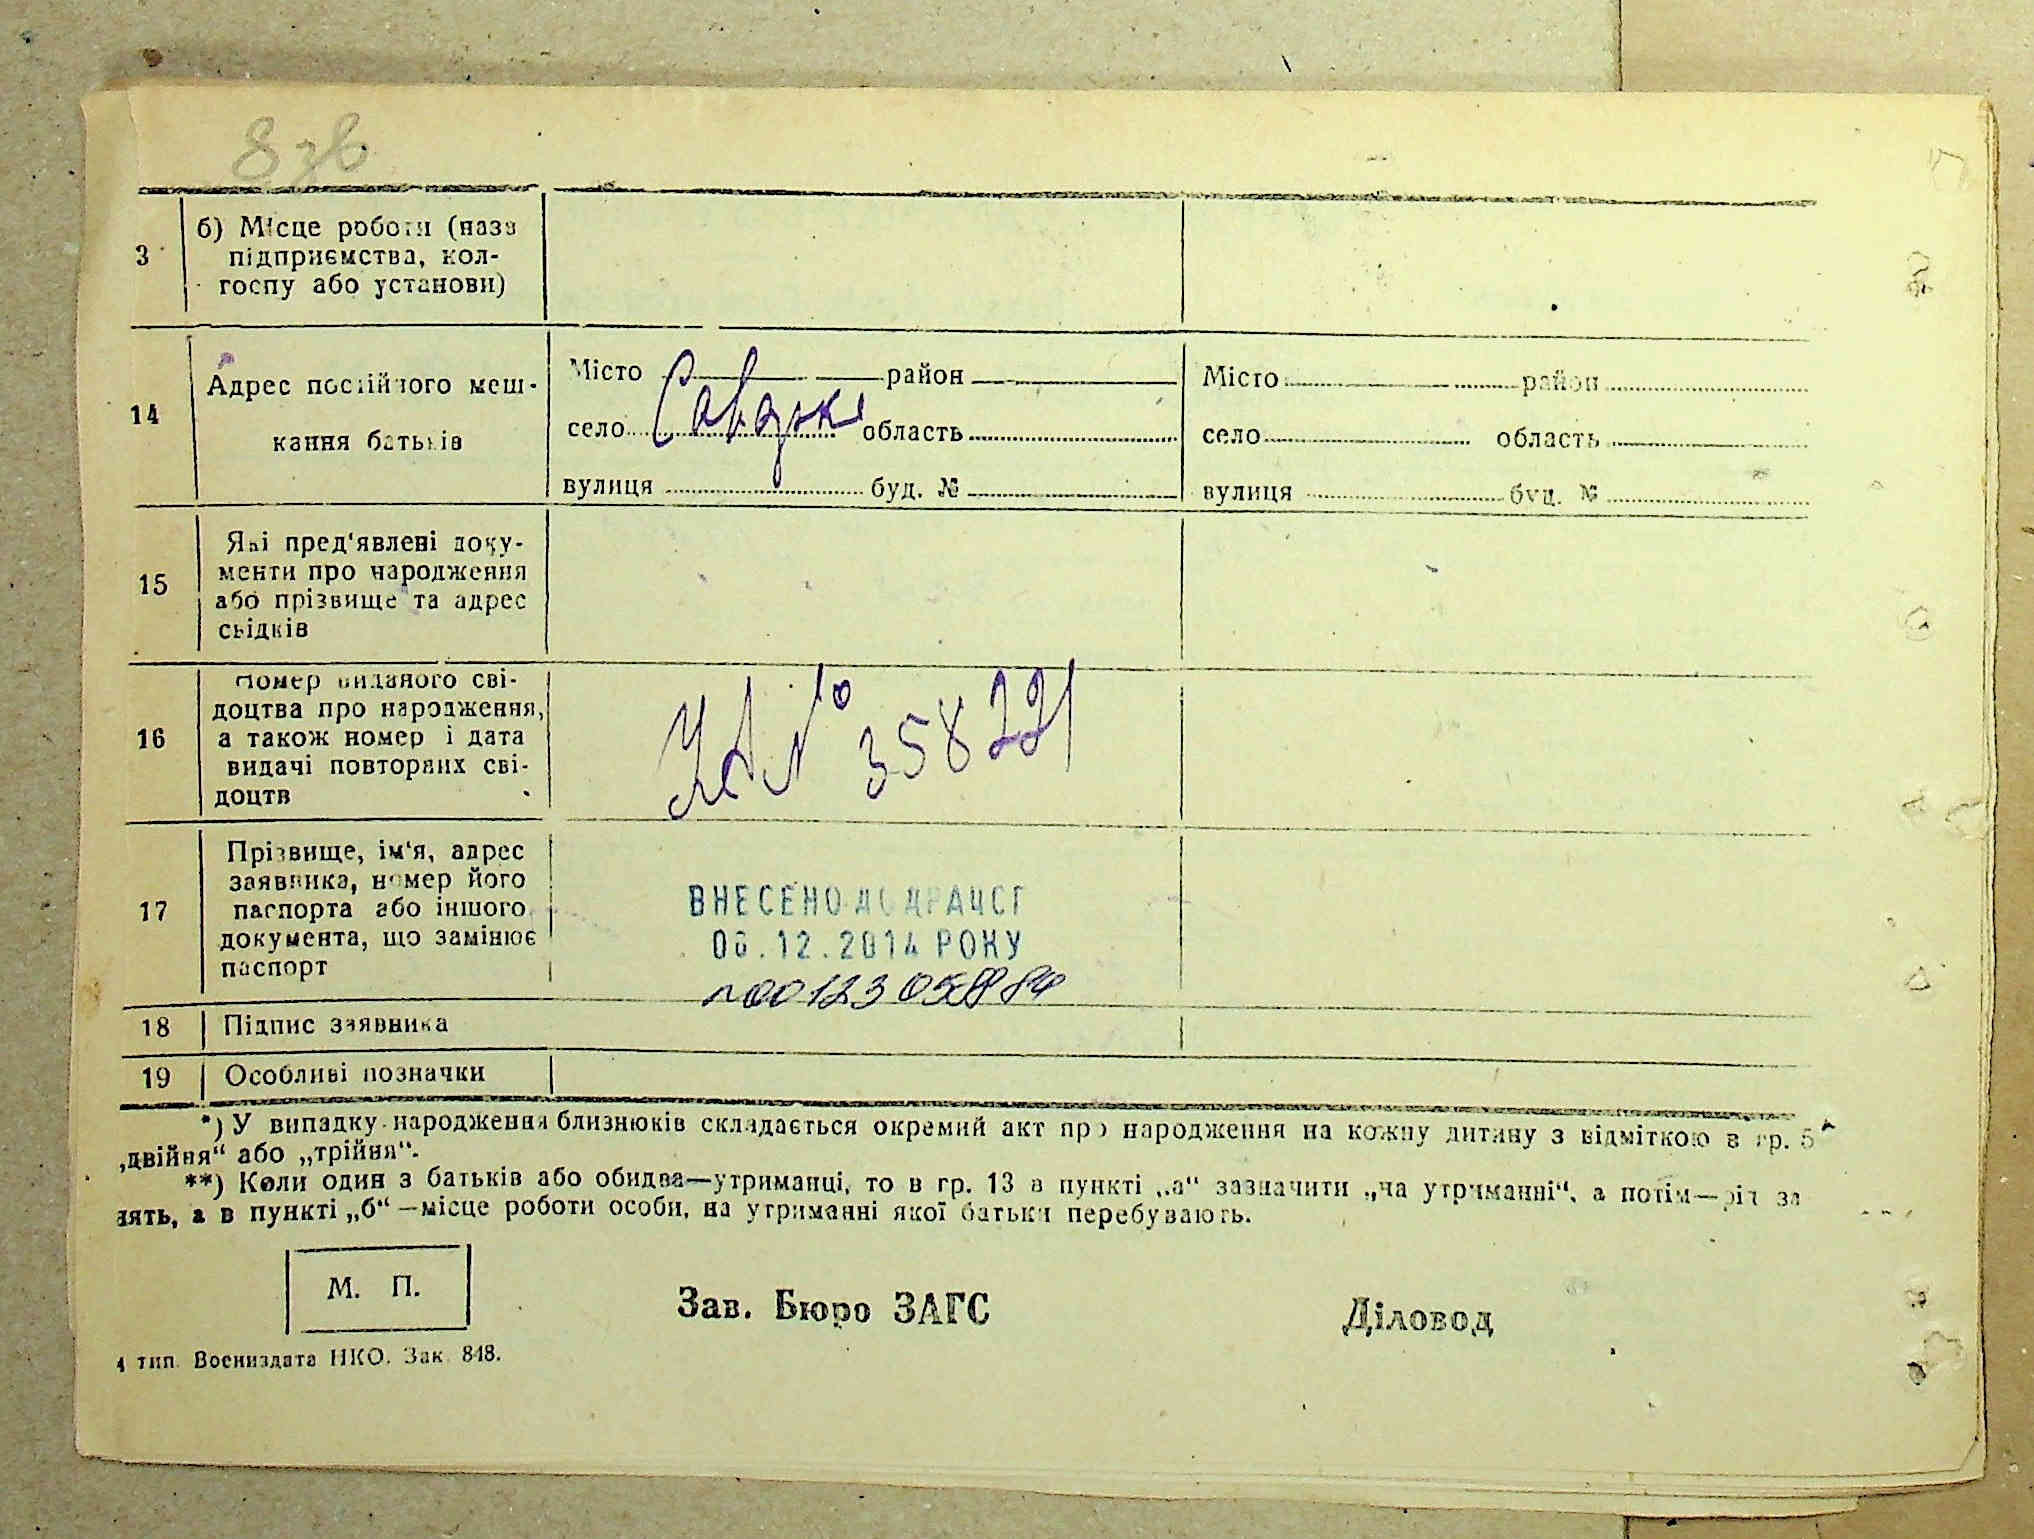 8 зв
3
б) Місце роботи (назв
підприємства, кол-
госпу або установи)
14
Адрес постійного меш-
кання батьків
Місто район
село Савчуки область
вулиця буд. №
Місто район
село область
вулиця буд. №
15
Які пред'явлені доку-
менти про народження
або прізвище та адрес
свідків
16
Номер виданого сві-
доцтва про народження,
а також номер і дата
видачі повторних сві-
доцтв
УА № 358221
17
Прізвище, ім'я, адрес
заявника, номер його
паспорта або іншого
документа, що замінює
паспорт
ВНЕСЕНО ДО ДРАЦСГ
06.12.2014 РОКУ
18 Підпис заявника
19 Особливі позначки
*) У випадку народження близнюків складається окремий акт про народження на кожну дитину з відміткою в гр. 5
„двійня“ або „трійня“.
**) Коли один з батьків або обидва—утриманці, то в гр. 13 в пункті „а“ зазначити „на утриманні“, а потім—рід за
нять, а в пункті „б“—місце роботи особи, на утриманні якої батьки перебувають.
М. П.
Зав. Бюро ЗАГС
Діловод
4 тип. Воениздата НКО. Зак. 848.